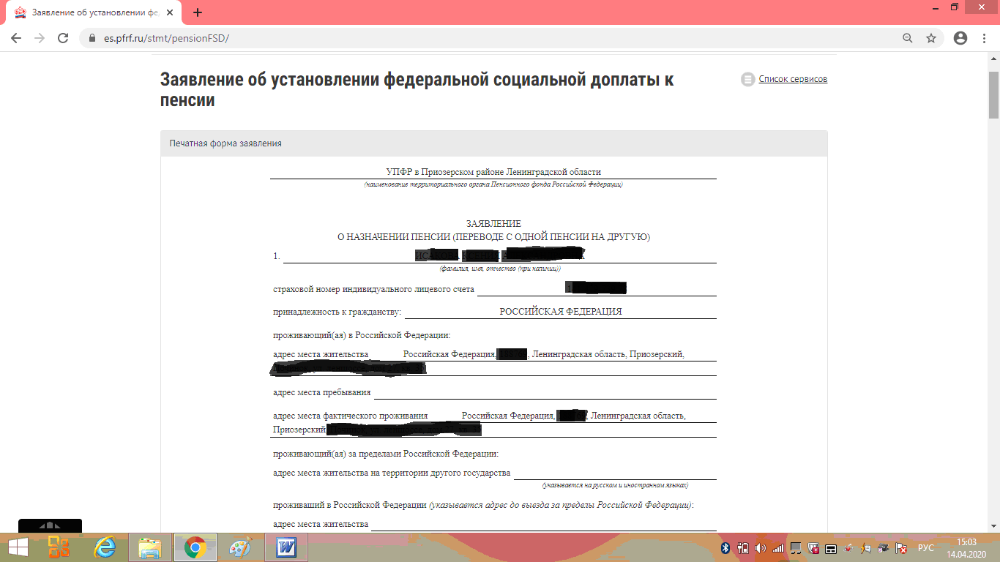 Заявление об установлении фе
es.pfrf.ru/stmt/pensionFSD/
Заявление об установлении федеральной социальной доплаты к
пенсии
Список сервисов
Печатная форма заявления
УПФР в Приозерском районе Ленинградской области
(наименование территориального органа Пенсионного фонда Российской Федерации)
ЗАЯВЛЕНИЕ
О НАЗНАЧЕНИИ ПЕНСИИ (ПЕРЕВОДЕ С ОДНОЙ ПЕНСИИ НА ДРУГУЮ)
1.
(фамилия, имя, отчество (при наличии))
страховой номер индивидуального лицевого счета
принадлежность к гражданству: РОССИЙСКАЯ ФЕДЕРАЦИЯ
проживающий(ая) в Российской Федерации:
адрес места жительства Российская Федерация, , Ленинградская область, Приозерский,
адрес места пребывания
адрес места фактического проживания Российская Федерация, , Ленинградская область,
Приозерский
проживающий(ая) за пределами Российской Федерации:
адрес места жительства на территории другого государства
(указывается на русском и иностранном языках)
проживаший в Российской Федерации (указывается адрес до выезда за пределы Российской Федерации):
адрес места жительства
РУС
15:03
14.04.2020